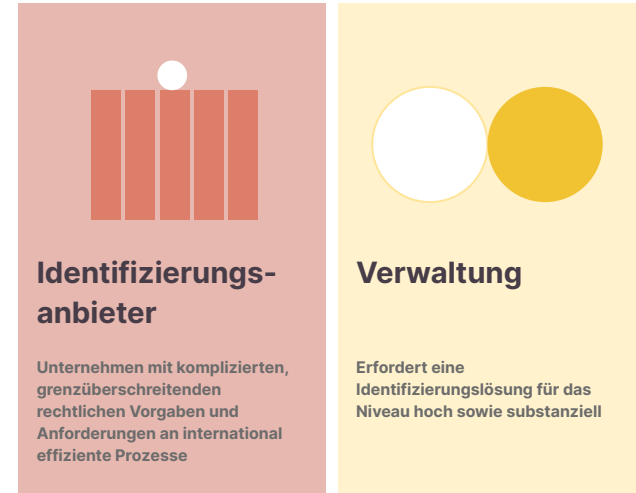 Identifizierungs-
anbieter
Unternehmen mit komplizierten,
grenzüberschreitenden
rechtlichen Vorgaben und
Anforderungen an international
effiziente Prozesse
Verwaltung
Erfordert eine
Identifizierungslösung für das
Niveau hoch sowie substanziell